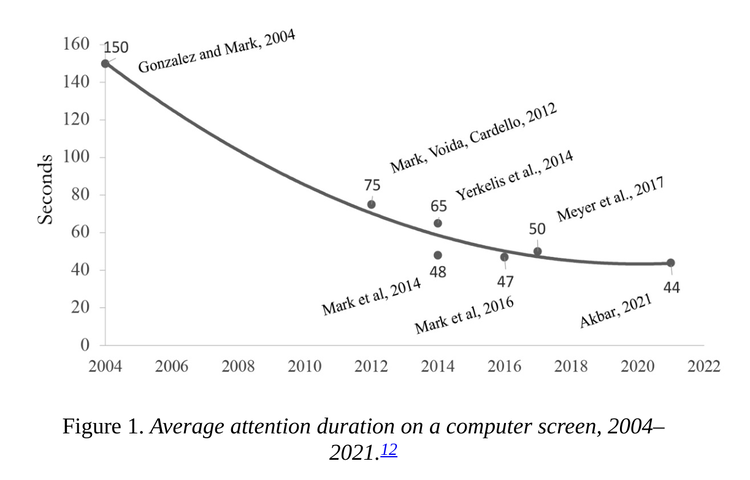 160
150
Gonzalez and Mark, 2004
140
120
Mark, Voida, Cardello, 2012
100
Seconds
80
75
Yerkelis et al., 2014
65
Meyer et al., 2017
60
50
48
47
44
40
Mark et al, 2014
Mark et al, 2016
Akbar, 2021
20
0
2004 2006 2008 2010 2012 2014 2016 2018 2020 2022
Figure 1. Average attention duration on a computer screen, 2004–
2021.12